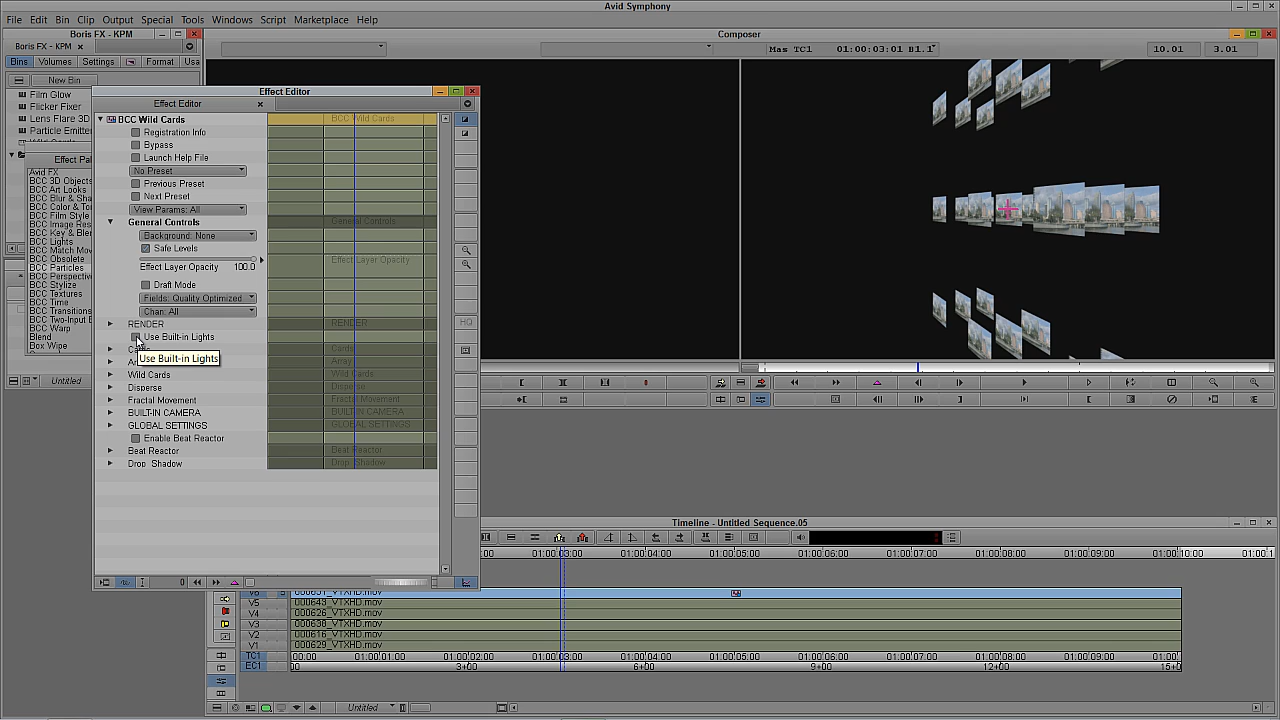 Avid Symphony
File Edit Bin Clip Output Special Tools Windows Script Marketplace Help
Boris FX - KPM
Composer
Boris FX - KPM
Mas TC1 01:00:03:01 B1.1
10.01 3.01
Bins Volumes Settings Format Usa
New Bin
Film Glow
Flicker Fixer
Lens Flare 3D
Particle Emitter
Effect Editor
Effect Editor
Effect Pal
Avid FX
BCC 3D Objects
BCC Art Looks
BCC Blur & Sha
BCC Color & To
BCC Film Style
BCC Image Res
BCC Key & Blen
BCC Lights
BCC Match Mov
BCC Obsolete
BCC Particles
BCC Perspectiv
BCC Stylize
BCC Textures
BCC Time
BCC Transitions
BCC Two-Input E
BCC Warp
Blend
Box Wipe
Untitled
BCC Wild Cards BCC Wild Cards
Registration Info
Bypass
Launch Help File
No Preset
Previous Preset
Next Preset
View Params: All
General Controls General Controls
Background: None
Safe Levels
Effect Layer Opacity
Effect Layer Opacity 100.0
Draft Mode
Fields: Quality Optimized
Chan: All
RENDER RENDER
HQ
Use Built-in Lights
Cards
Use Built-in Lights
Array
Wild Cards Wild Cards
Disperse Disperse
Fractal Movement Fractal Movement
BUILT-IN CAMERA BUILT-IN CAMERA
GLOBAL SETTINGS GLOBAL SETTINGS
Enable Beat Reactor
Beat Reactor Beat Reactor
Drop Shadow Drop Shadow
0
Timeline - Untitled Sequence.05
:00 01:00:03:00 01:00:04:00 01:00:05:00 01:00:06:00 01:00:07:00 01:00:08:00 01:00:09:00 01:00:10:00 01:00:1
V6 000631_VTXHD.mov
V5 000643_VTXHD.mov
V4 000626_VTXHD.mov
V3 000638_VTXHD.mov
V2 000616_VTXHD.mov
V1 000629_VTXHD.mov
TC1 00:00 01:00:01:00 01:00:02:00 01:00:03:00 01:00:04:00 01:00:05:00 01:00:06:00 01:00:07:00 01:00:08:00 01:00:09:00 01:00:
EC1 00 3+00 6+00 9+00 12+00 15+0
Untitled